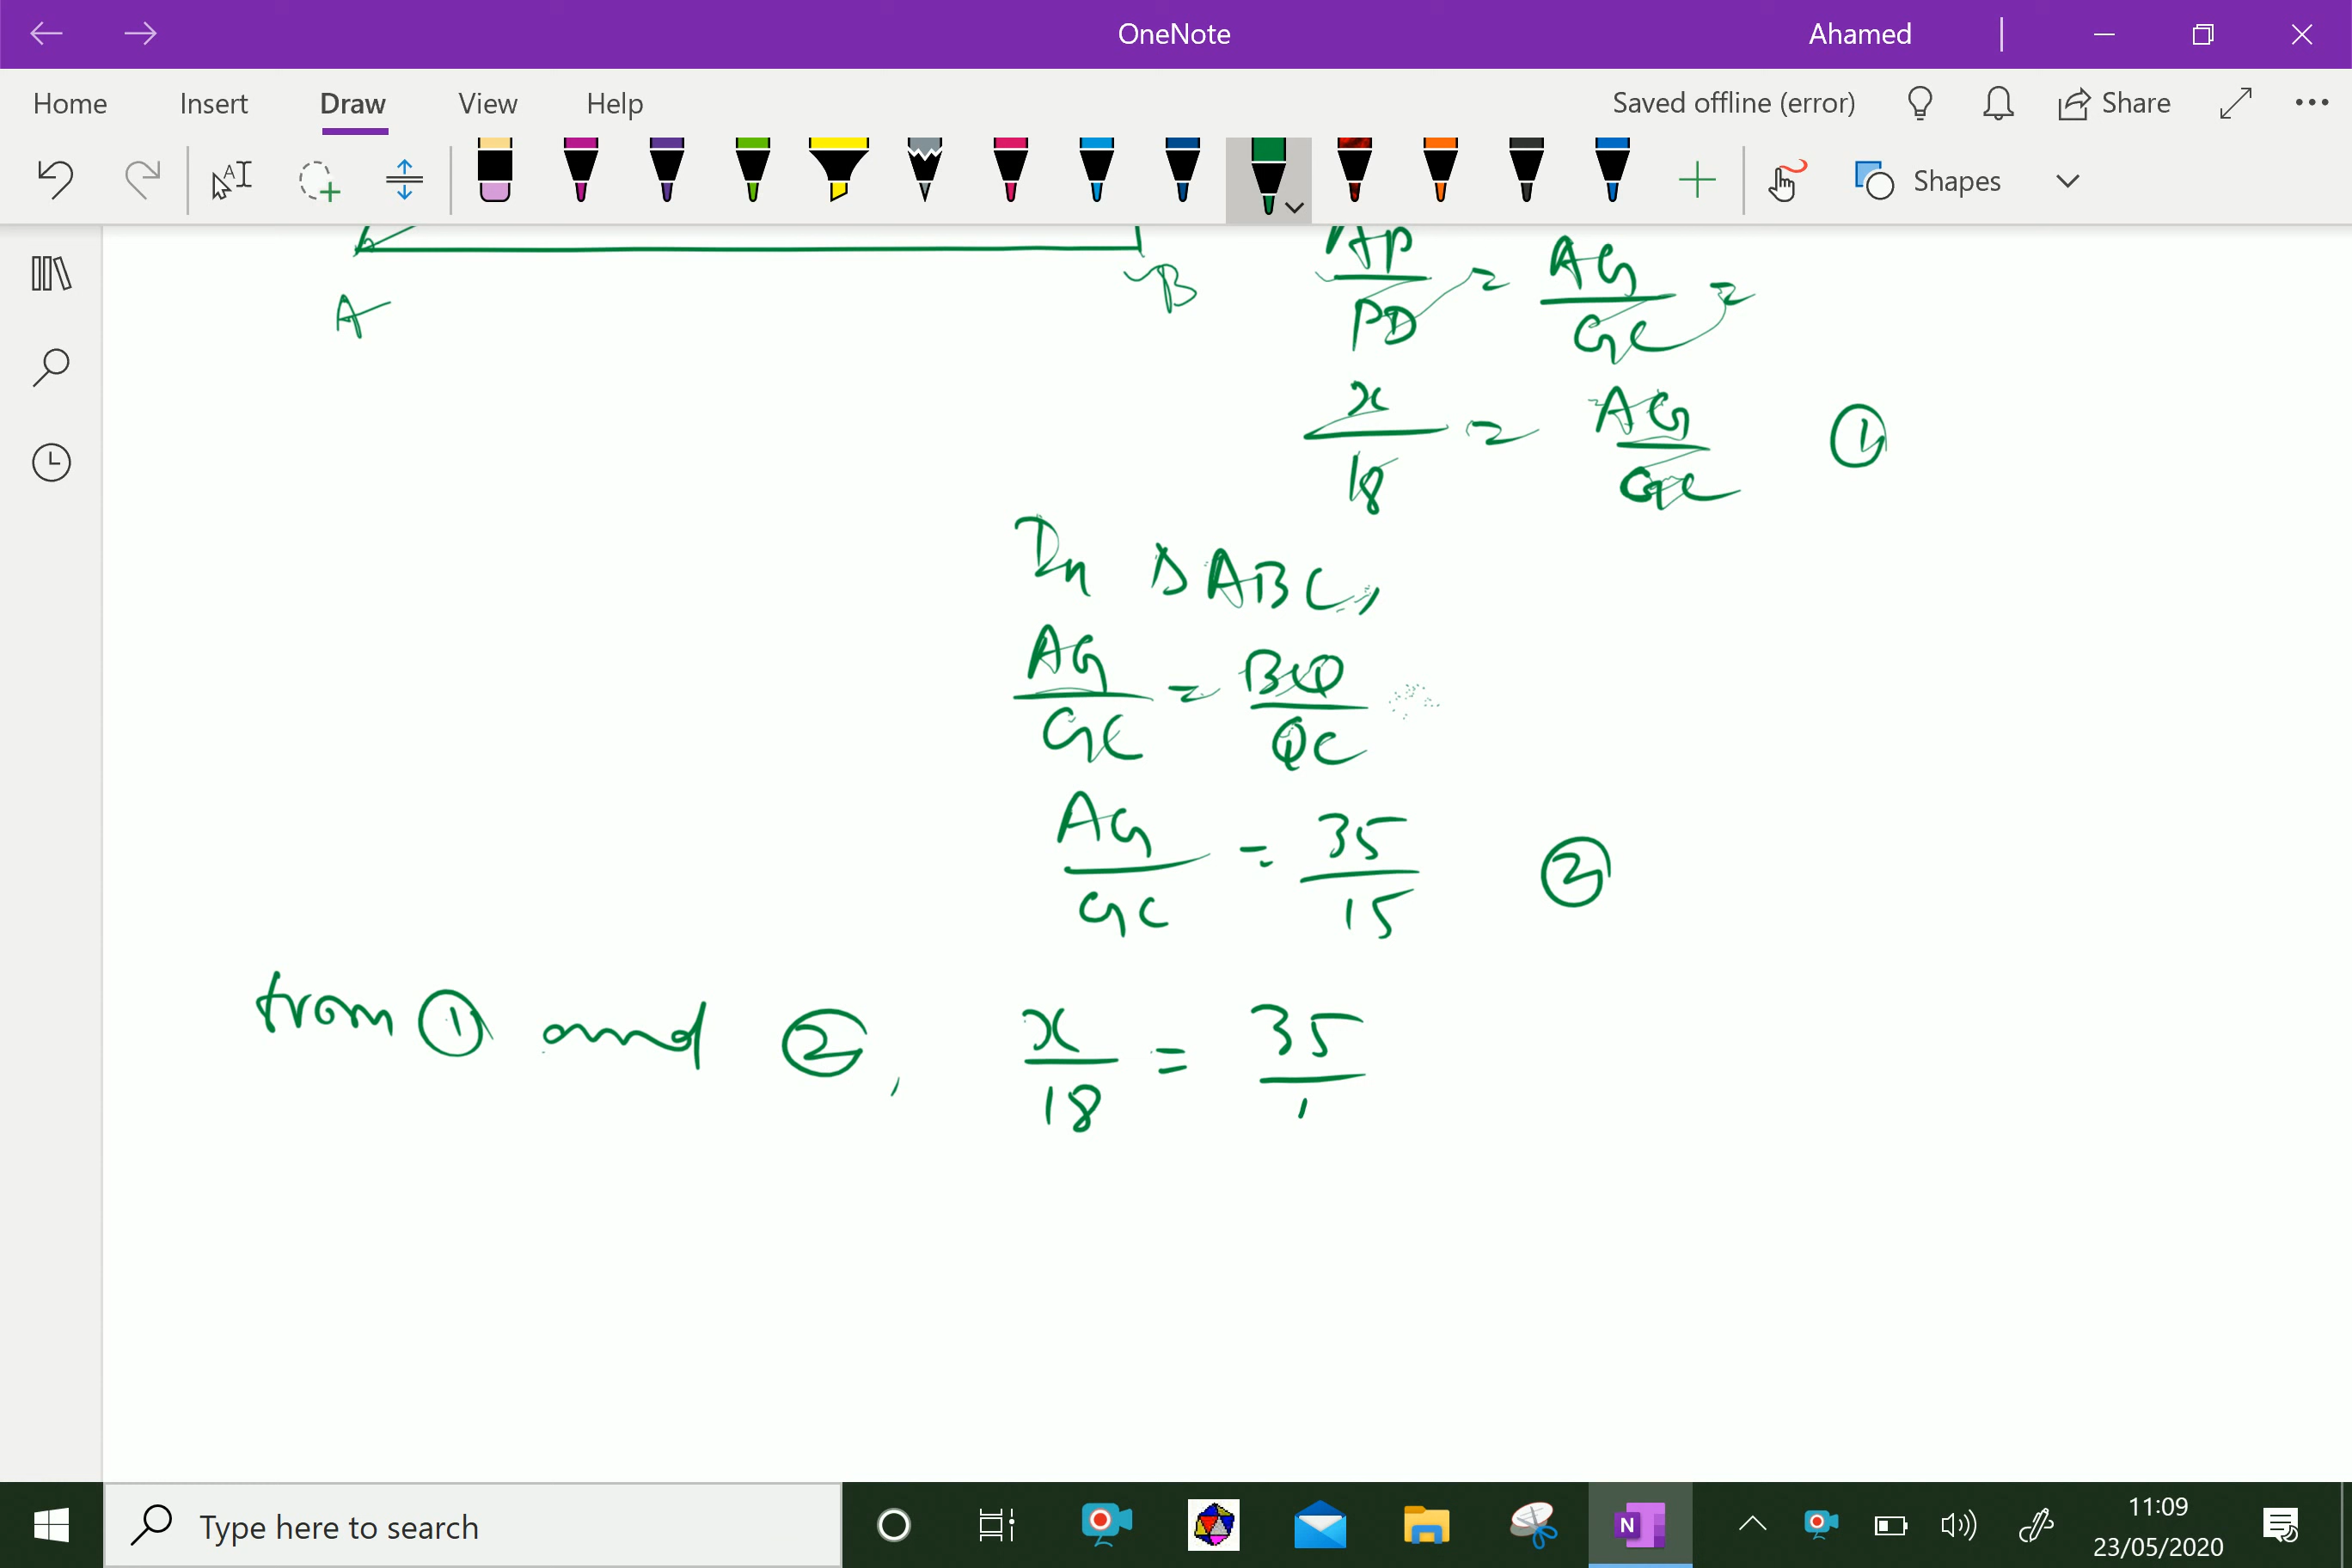 OneNote
Ahamed
Home Insert Draw View Help
Saved offline (error) Share
Shapes
A B
AP/PD = AG/GC =
x/18 = AG/GC ①
In ΔABC,
AG/GC = BQ/QC
AG/GC = 35/15 ②
from ① and ②, x/18 = 35/1
Type here to search
N
11:09
23/05/2020